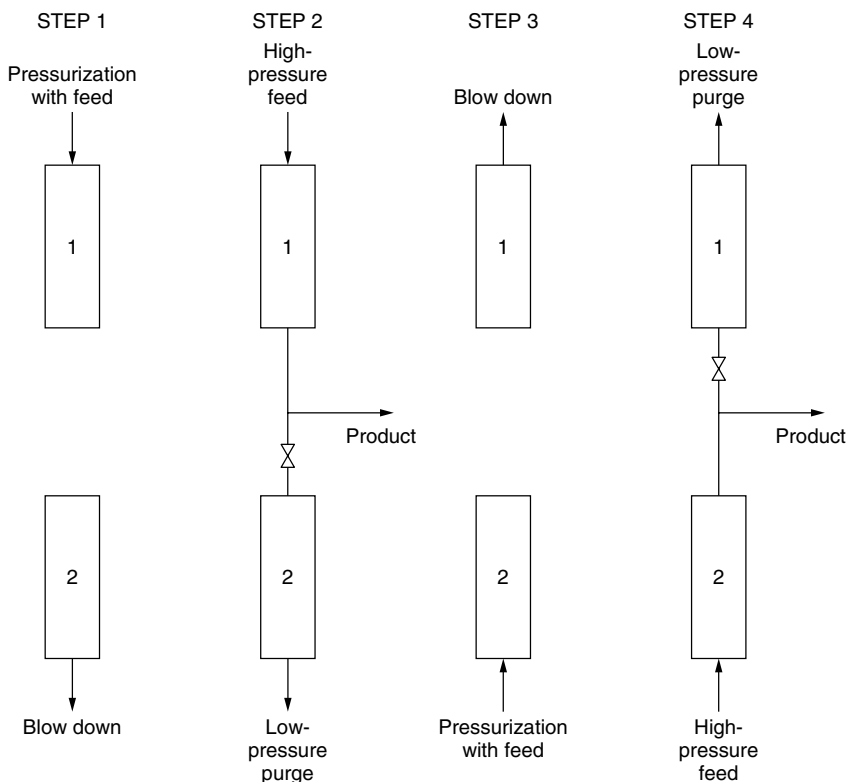 STEP 1
Pressurization
with feed
1
2
Blow down
STEP 2
High-
pressure
feed
1
Product
2
Low-
pressure
purge
STEP 3
Blow down
1
2
Pressurization
with feed
STEP 4
Low-
pressure
purge
1
Product
2
High-
pressure
feed